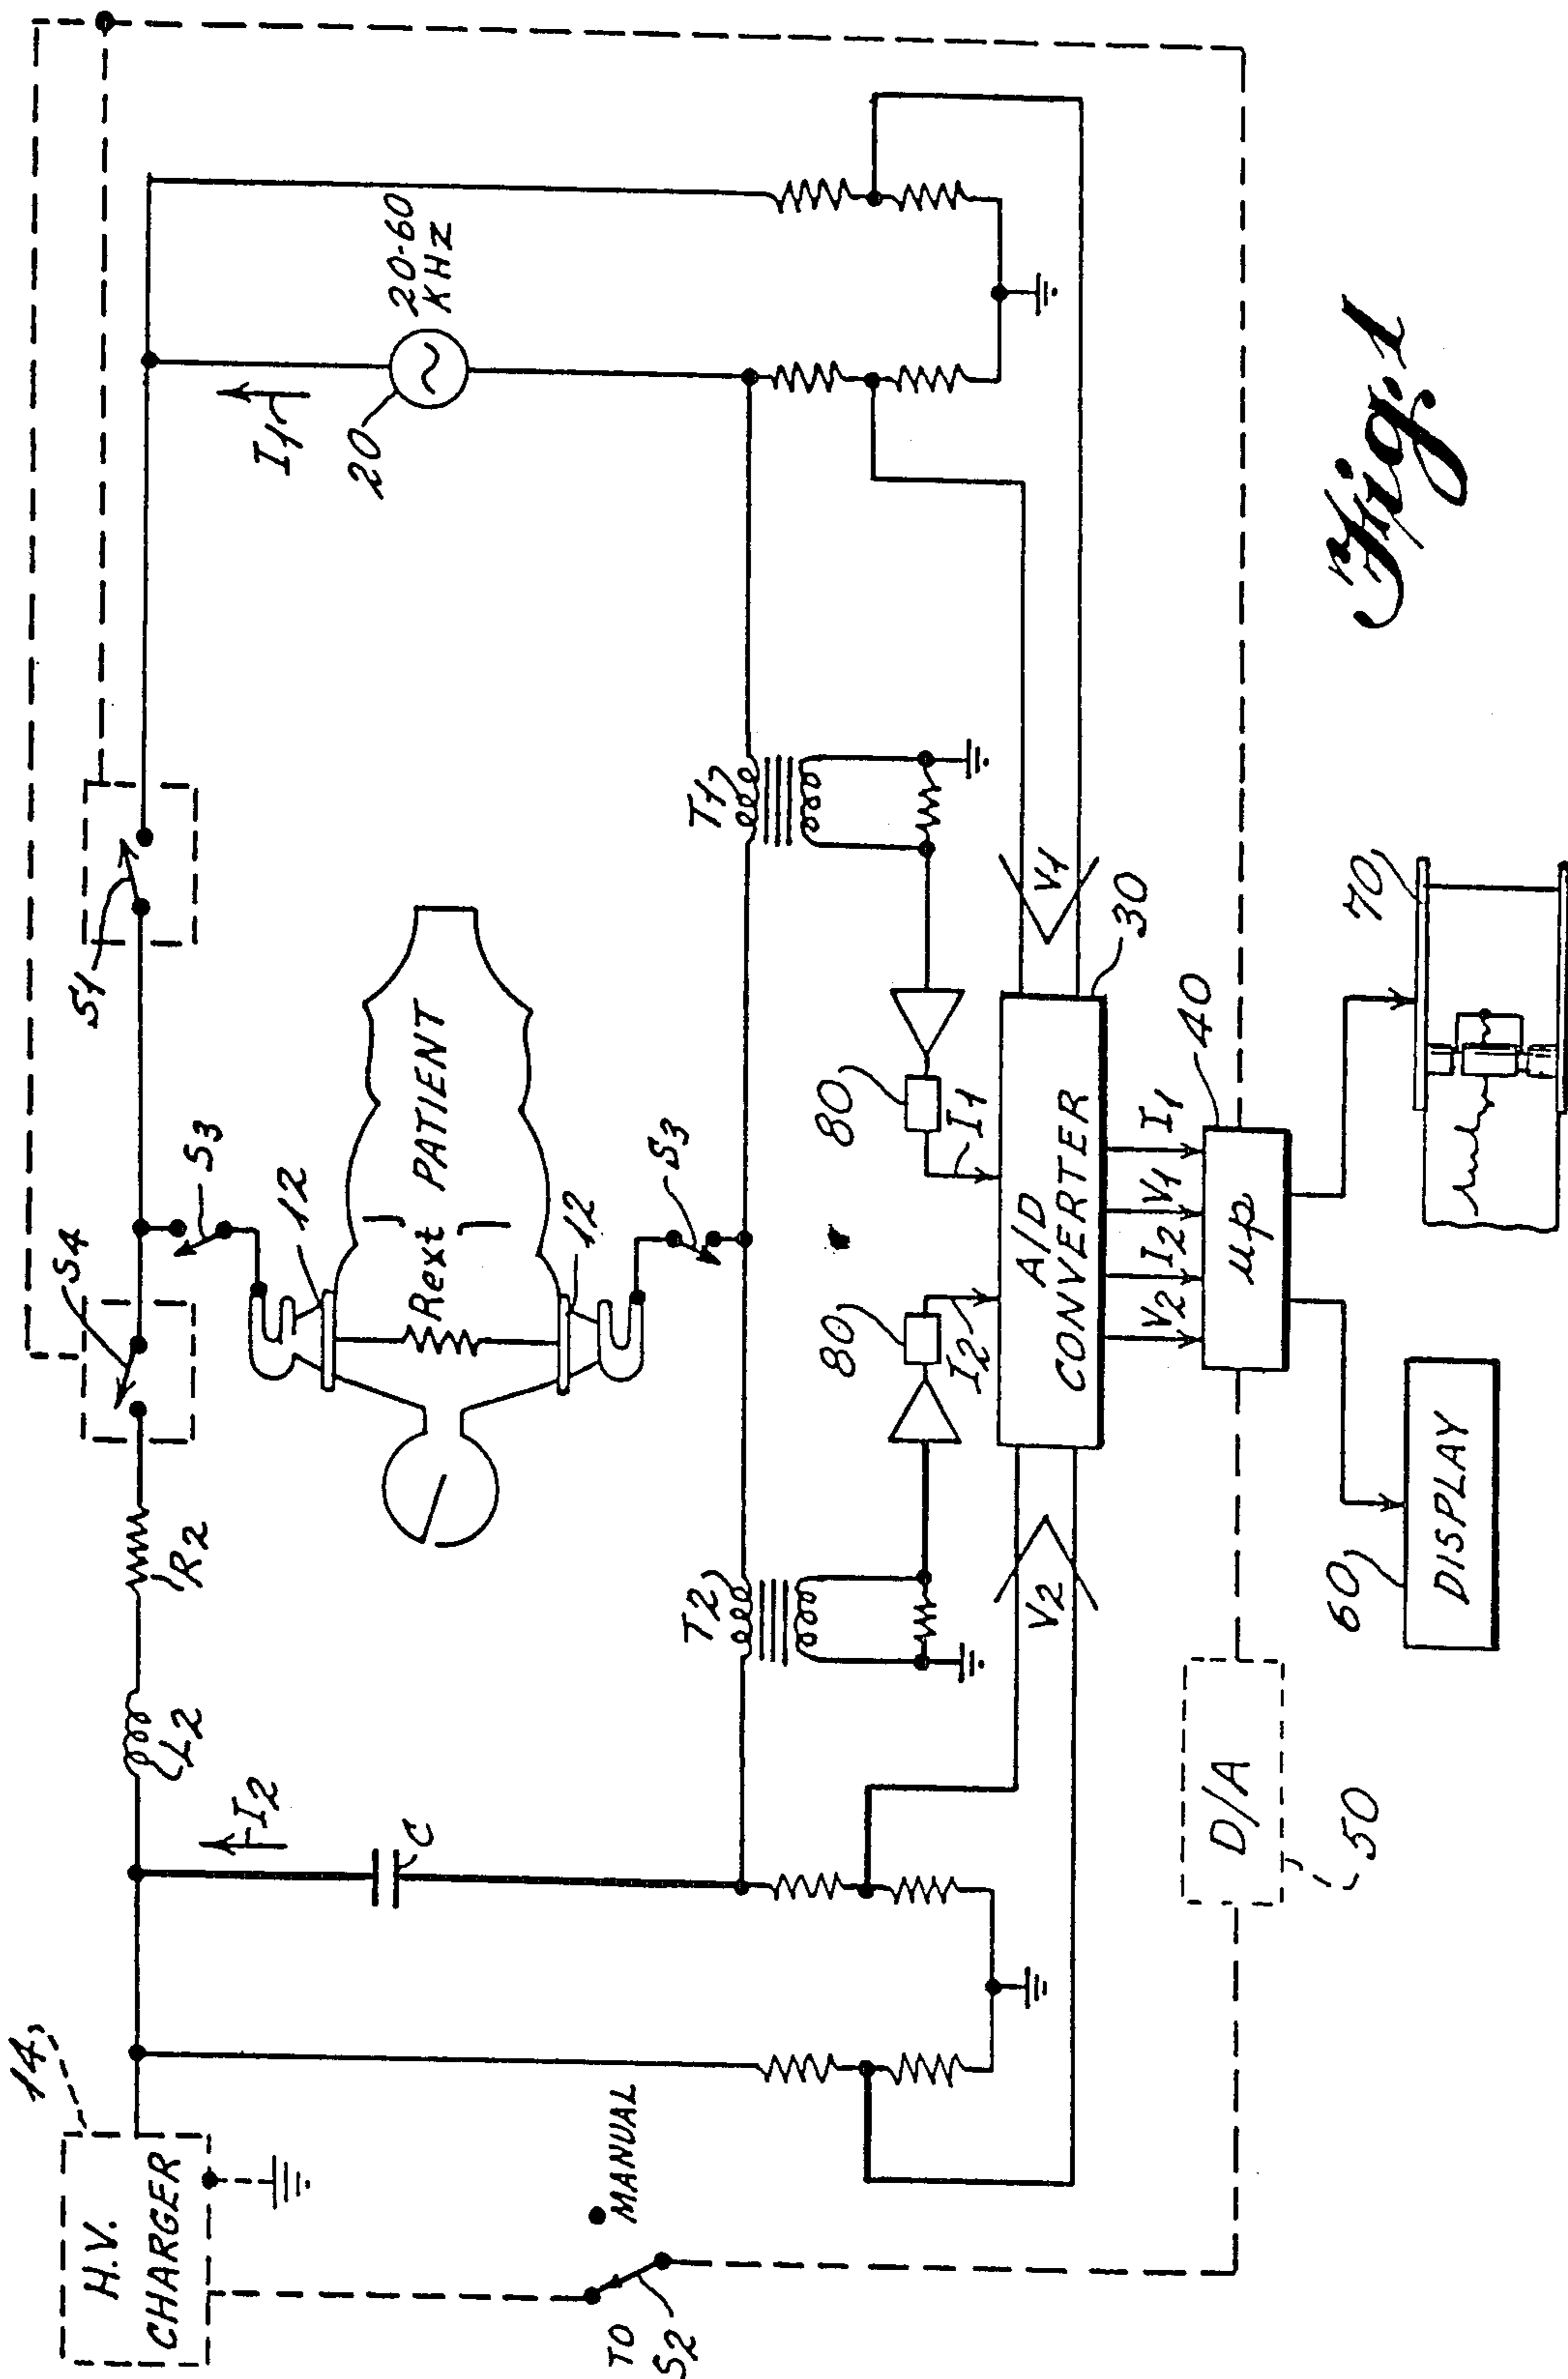 14
H.V.
CHARGER
I2
C
L2
R2
S4
S3
S1
I1
20
20-60
KHZ
12
Rext
PATIENT
12
S3
TO
S2
MANUAL
T2
T1
80
I2
80
I1
V2
A/D
CONVERTER
V1
30
V2
I2
V1
I1
D/A
50
μp
40
60
DISPLAY
70
Fig. 1